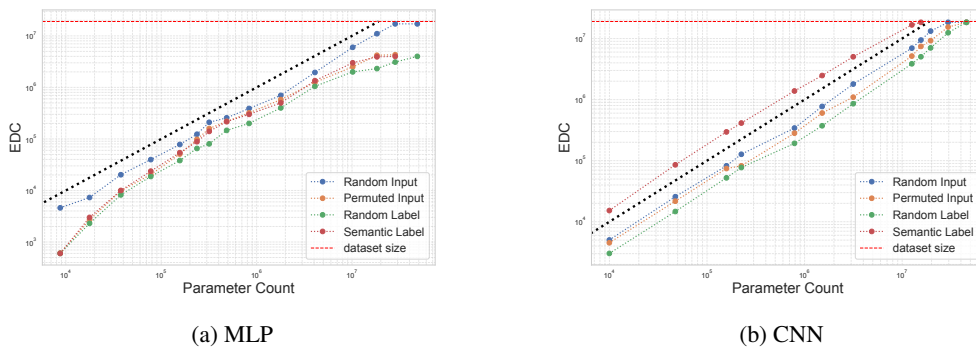 10⁷
10⁶
10⁵
10⁴
10³
EDC
Random Input
Permuted Input
Random Label
Semantic Label
dataset size
10⁴
10⁵
10⁶
10⁷
Parameter Count
(a) MLP
10⁷
10⁶
10⁵
10⁴
EDC
Random Input
Permuted Input
Random Label
Semantic Label
dataset size
10⁴
10⁵
10⁶
10⁷
Parameter Count
(b) CNN